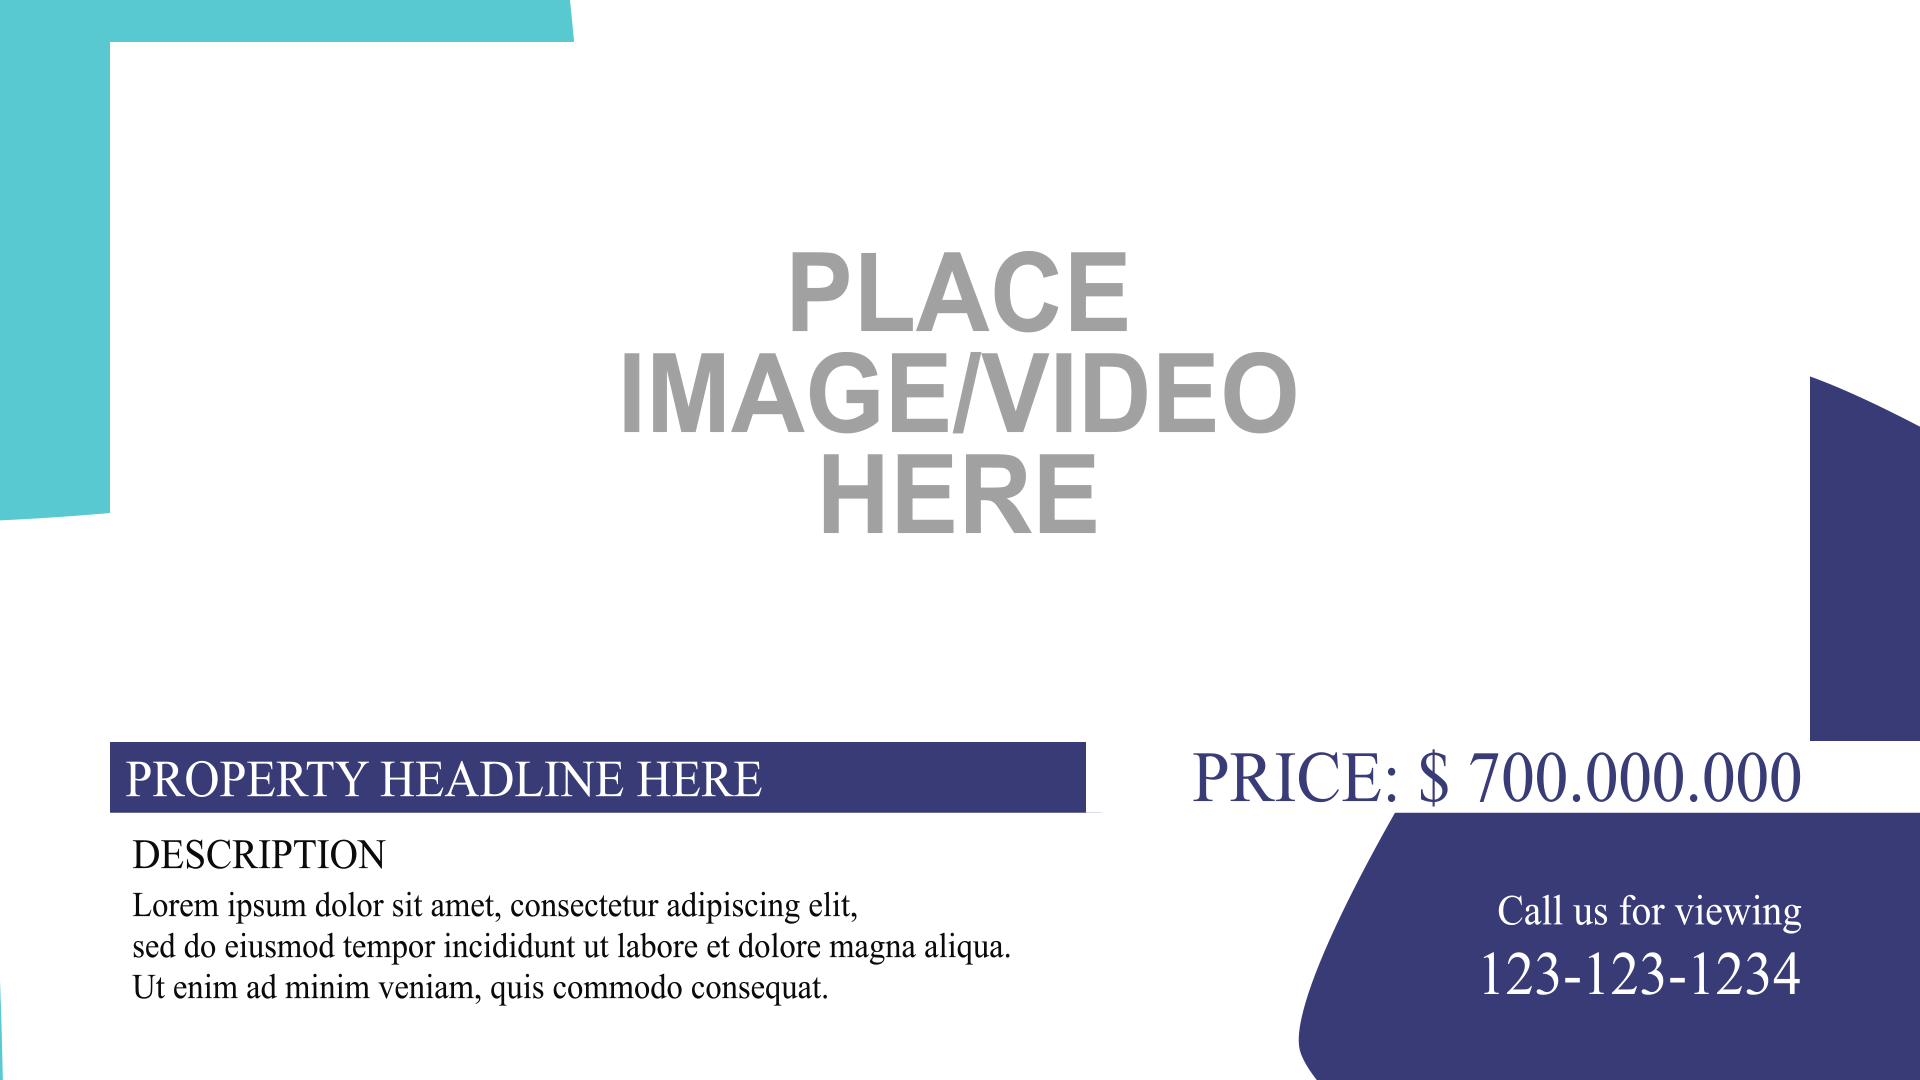 PLACE
IMAGE/VIDEO
HERE
PROPERTY HEADLINE HERE
PRICE: $ 700.000.000
DESCRIPTION
Lorem ipsum dolor sit amet, consectetur adipiscing elit,
sed do eiusmod tempor incididunt ut labore et dolore magna aliqua.
Ut enim ad minim veniam, quis commodo consequat.
Call us for viewing
123-123-1234